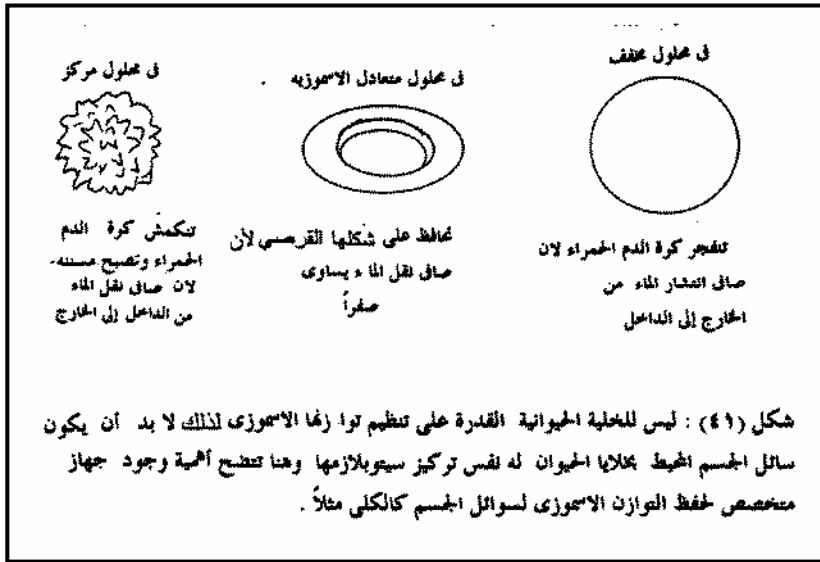 فى محلول مخفف
تنفجر كرة الدم الحمراء لان
صافى انتشار الماء من
الخارج إلى الداخل
فى محلول متعادل الاسموزيه
تحافظ على شكلها القرصى لأن
صافى نقل الماء يساوى
صفراً
فى محلول مركز
تنكمش كرة الدم
الحمراء وتصبح مسننه
لان صافى نقل الماء
من الداخل إلى الخارج
شكل (٤١) : ليس للخلية الحيوانية القدرة على تنظيم توازنها الاسموزى لذلك لا بد أن يكون
سائل الجسم المحيط بخلايا الحيوان له نفس تركيز سيتوبلازمها وهنا تتضح أهمية وجود جهاز
متخصص لحفظ التوازن الاسموزى لسوائل الجسم كالكلى مثلاً .